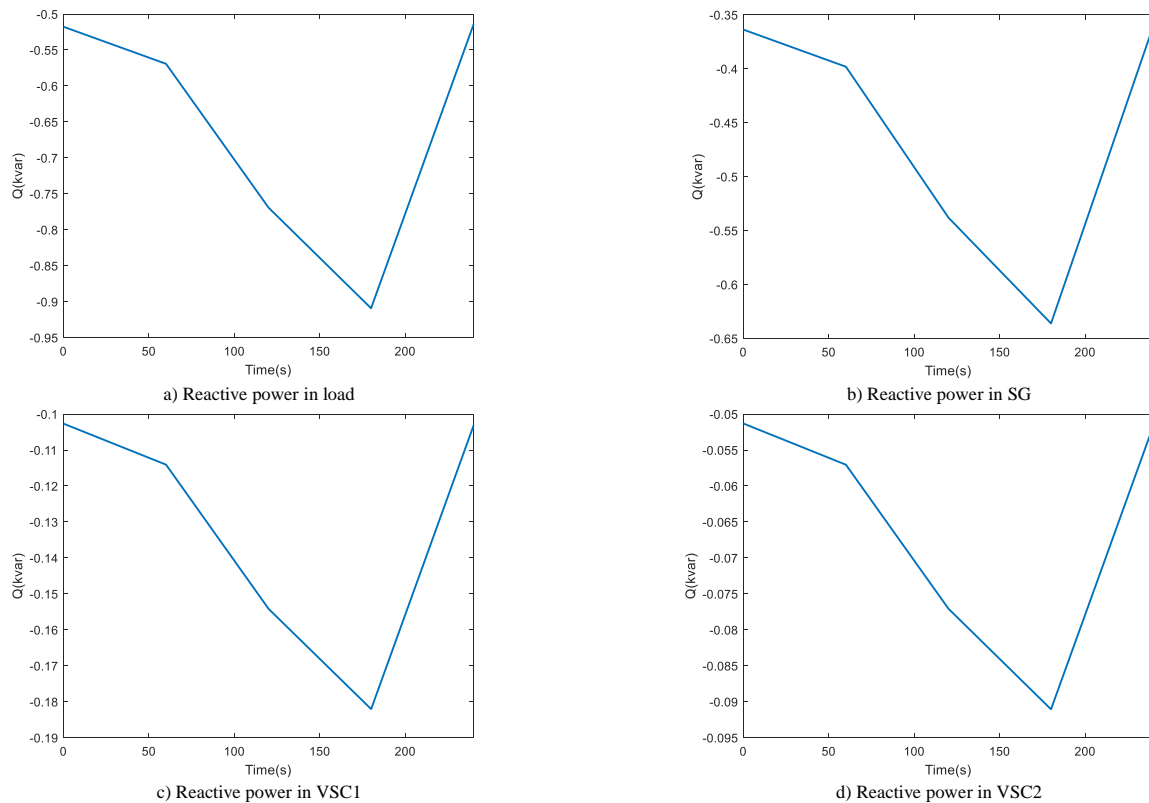 -0.5
-0.55
-0.6
-0.65
-0.7
-0.75
-0.8
-0.85
-0.9
-0.95
Q(kvar)
0 50 100 150 200
Time(s)
a) Reactive power in load
-0.35
-0.4
-0.45
-0.5
-0.55
-0.6
-0.65
Q(kvar)
0 50 100 150 200
Time(s)
b) Reactive power in SG
-0.1
-0.11
-0.12
-0.13
-0.14
-0.15
-0.16
-0.17
-0.18
-0.19
Q(kvar)
0 50 100 150 200
Time(s)
c) Reactive power in VSC1
-0.05
-0.055
-0.06
-0.065
-0.07
-0.075
-0.08
-0.085
-0.09
-0.095
Q(kvar)
0 50 100 150 200
Time(s)
d) Reactive power in VSC2